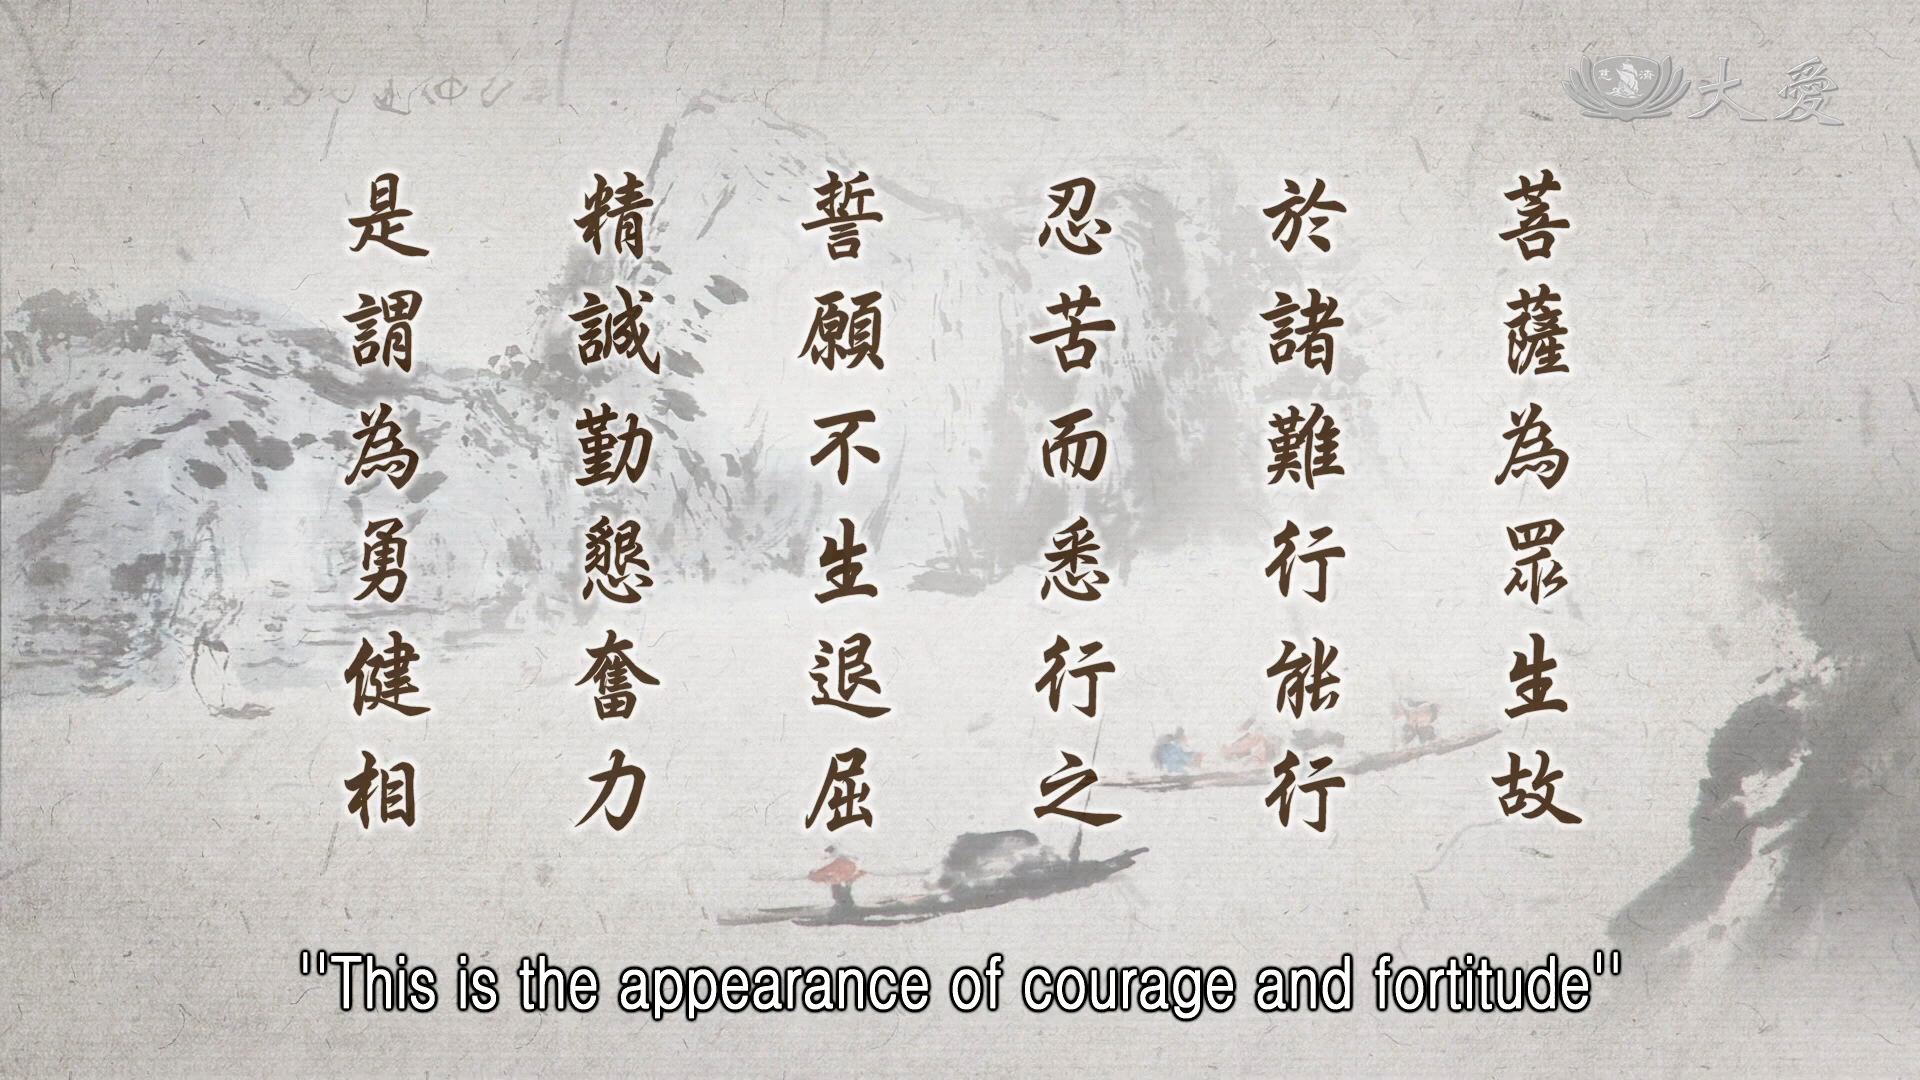 大愛
慈濟
菩薩為眾生故
於諸難行能行
忍苦而悉行之
誓願不生退屈
精誠勤懇奮力
是謂為勇健相
"This is the appearance of courage and fortitude"